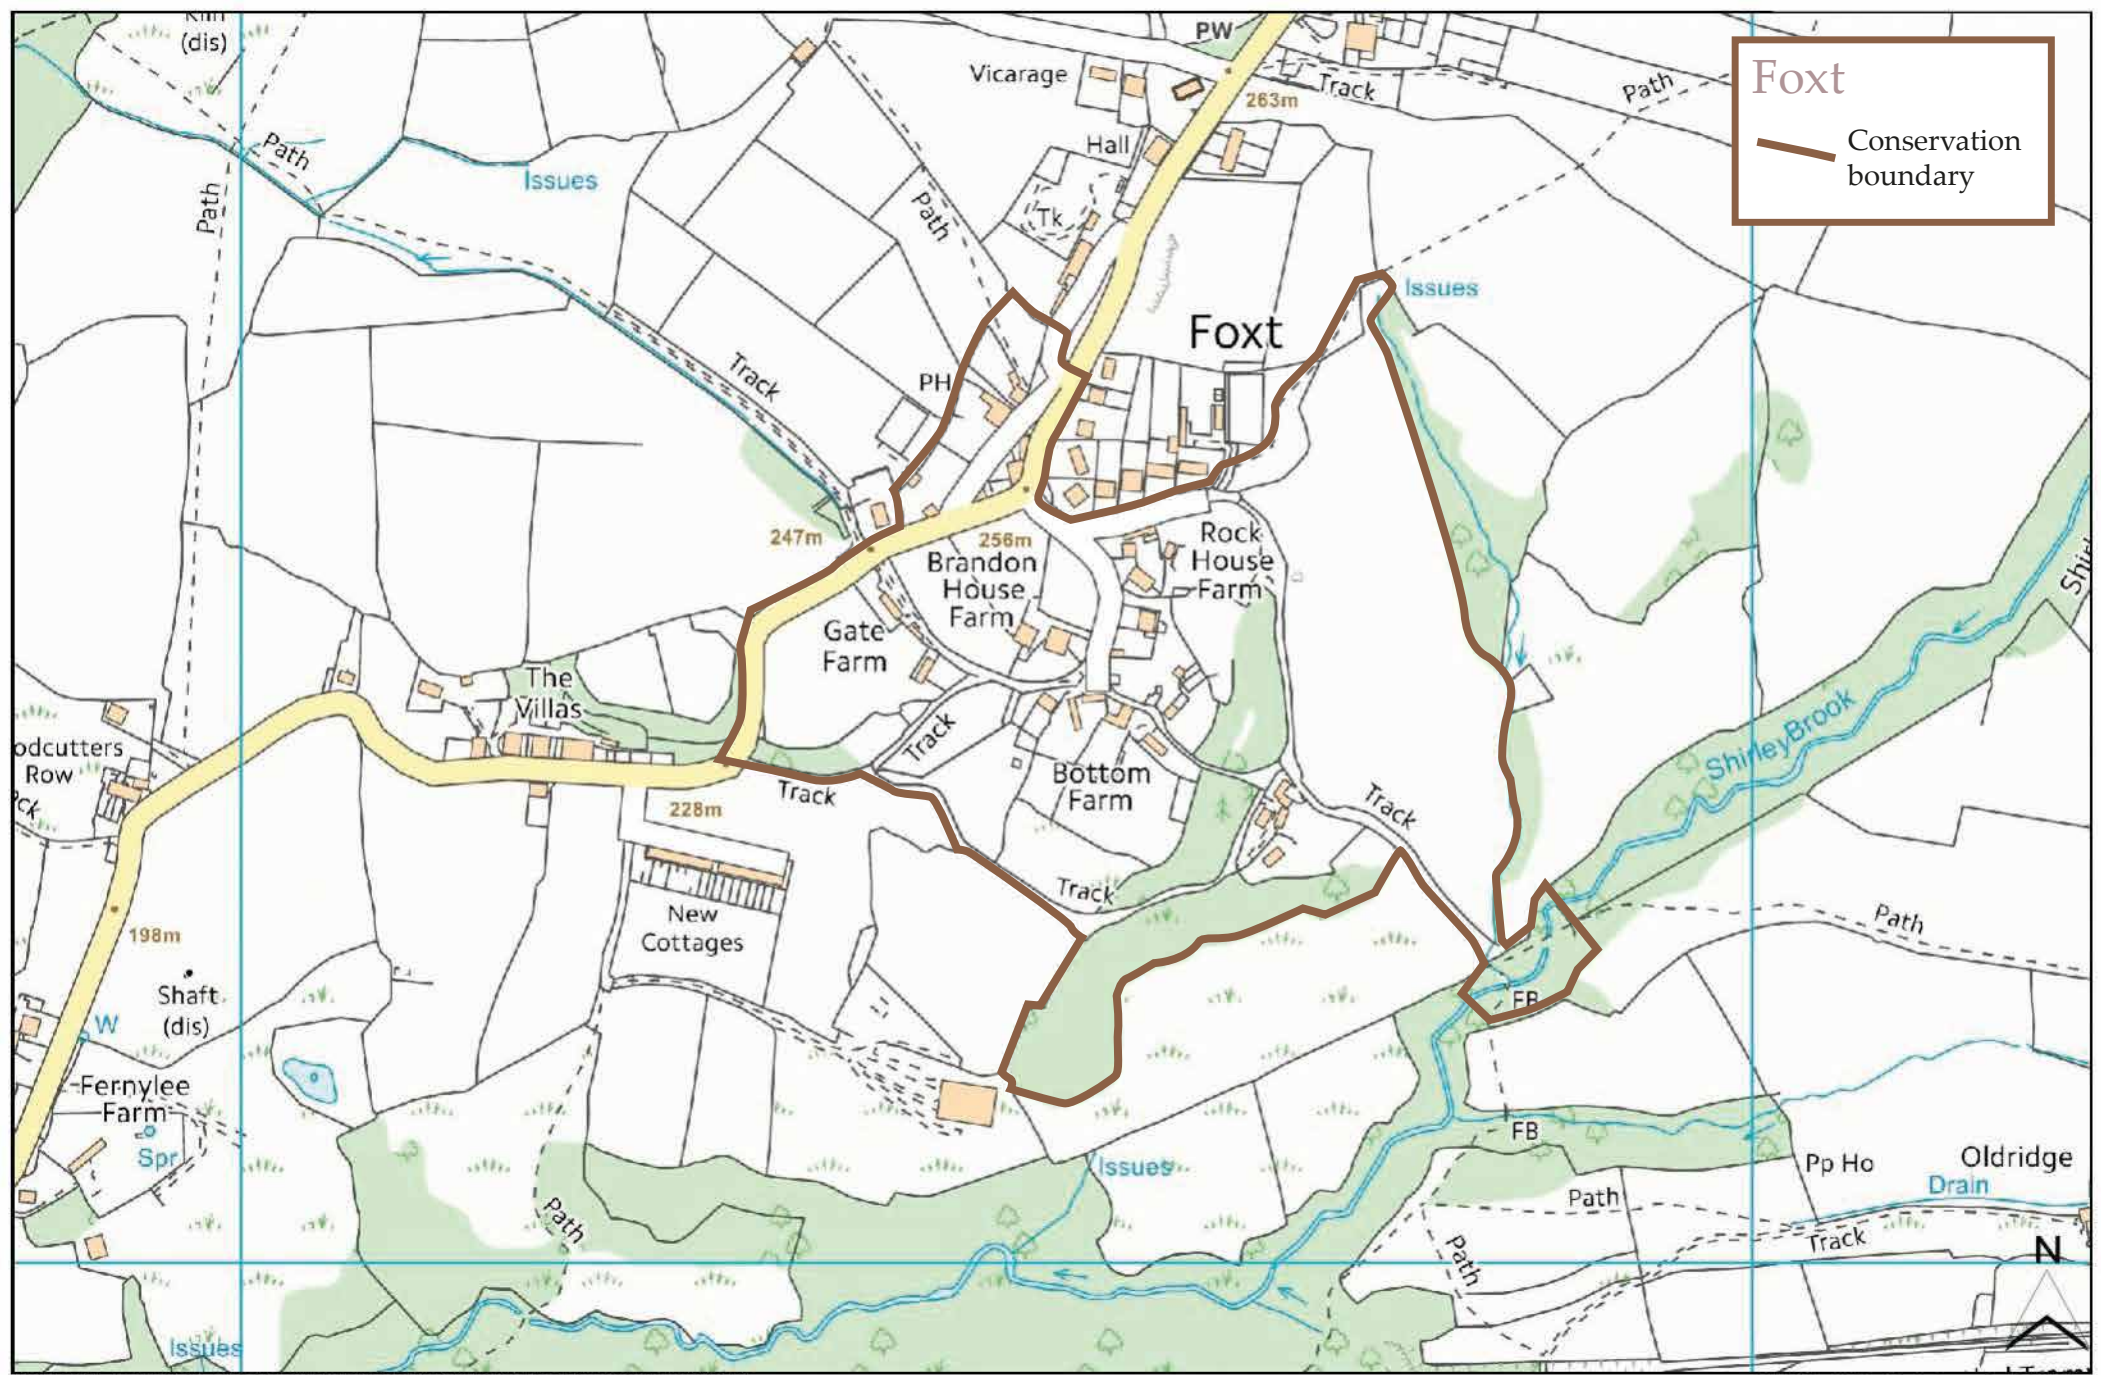 Kiln
(dis)
PW
Vicarage
263m
Track
Path
Foxt
Conservation
boundary
Path
Hall
Issues
Path
Path
Tk
Issues
Foxt
Track
PH
247m
256m
Rock
House
Farm
Brandon
House
Farm
Gate
Farm
The
Villas
Track
Shirley Brook
odcutters
Row
ck
Bottom
Farm
Track
Track
228m
Track
New
Cottages
Path
198m
Shaft
(dis)
W
FB
Fernylee
Farm
Spr
FB
Issues
Pp Ho
Oldridge
Drain
Path
Path
Path
Track
N
Issues